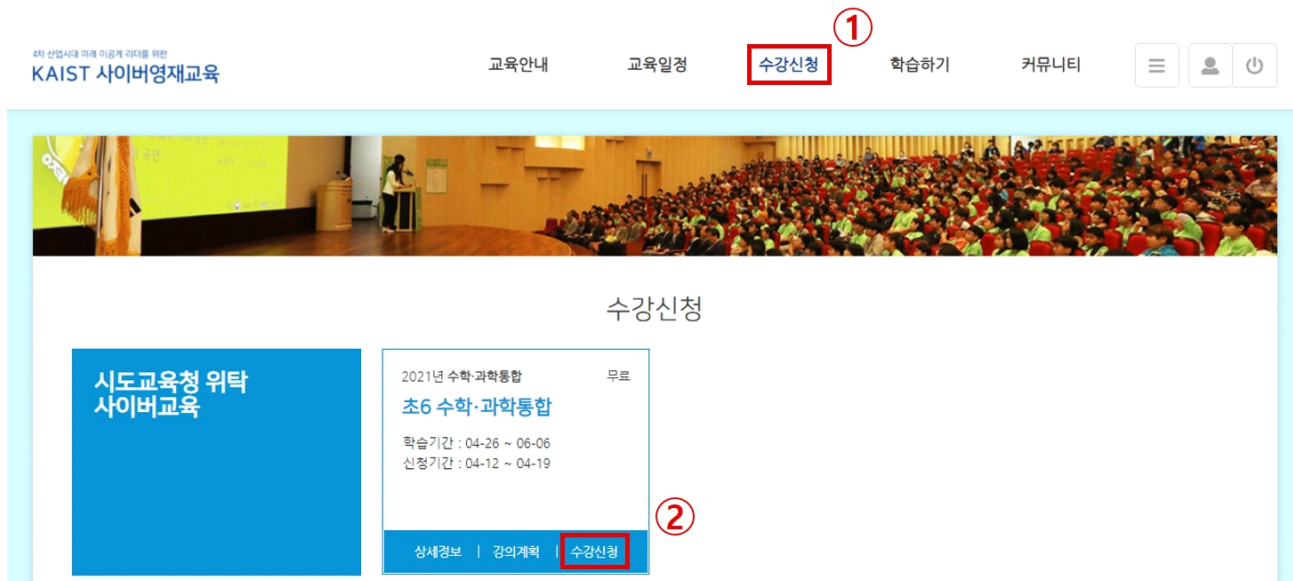 ①
4차 산업시대 미래 이공계 리더를 위한
KAIST 사이버영재교육
교육안내 교육일정 수강신청 학습하기 커뮤니티
공연
수강신청
시도교육청 위탁
사이버교육
2021년 수학·과학통합 무료
초6 수학·과학통합
학습기간 : 04-26 ~ 06-06
신청기간 : 04-12 ~ 04-19
②
상세정보 | 강의계획 | 수강신청